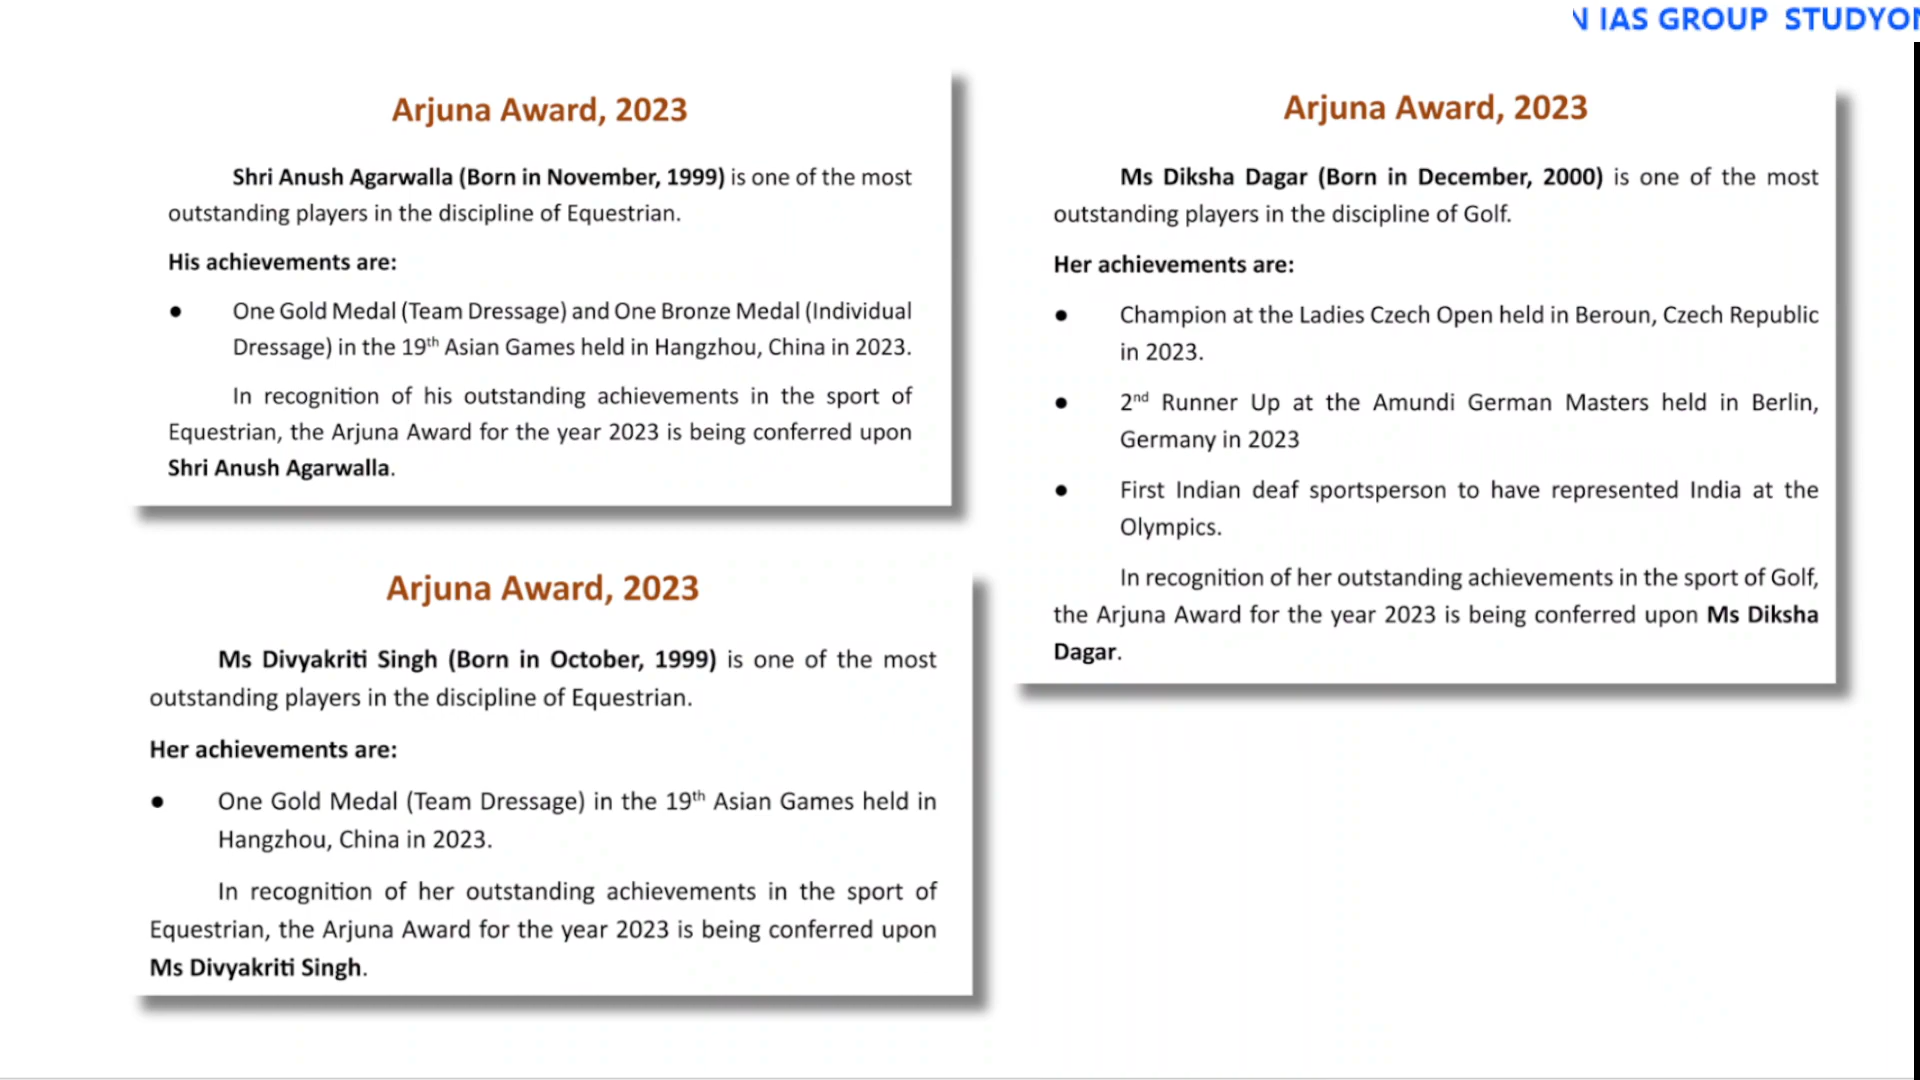 N IAS GROUP STUDYO
Arjuna Award, 2023
Shri Anush Agarwalla (Born in November, 1999) is one of the most
outstanding players in the discipline of Equestrian.
His achievements are:
● One Gold Medal (Team Dressage) and One Bronze Medal (Individual
Dressage) in the 19th Asian Games held in Hangzhou, China in 2023.
In recognition of his outstanding achievements in the sport of
Equestrian, the Arjuna Award for the year 2023 is being conferred upon
Shri Anush Agarwalla.
Arjuna Award, 2023
Ms Divyakriti Singh (Born in October, 1999) is one of the most
outstanding players in the discipline of Equestrian.
Her achievements are:
● One Gold Medal (Team Dressage) in the 19th Asian Games held in
Hangzhou, China in 2023.
In recognition of her outstanding achievements in the sport of
Equestrian, the Arjuna Award for the year 2023 is being conferred upon
Ms Divyakriti Singh.
Arjuna Award, 2023
Ms Diksha Dagar (Born in December, 2000) is one of the most
outstanding players in the discipline of Golf.
Her achievements are:
● Champion at the Ladies Czech Open held in Beroun, Czech Republic
in 2023.
● 2nd Runner Up at the Amundi German Masters held in Berlin,
Germany in 2023
● First Indian deaf sportsperson to have represented India at the
Olympics.
In recognition of her outstanding achievements in the sport of Golf,
the Arjuna Award for the year 2023 is being conferred upon Ms Diksha
Dagar.